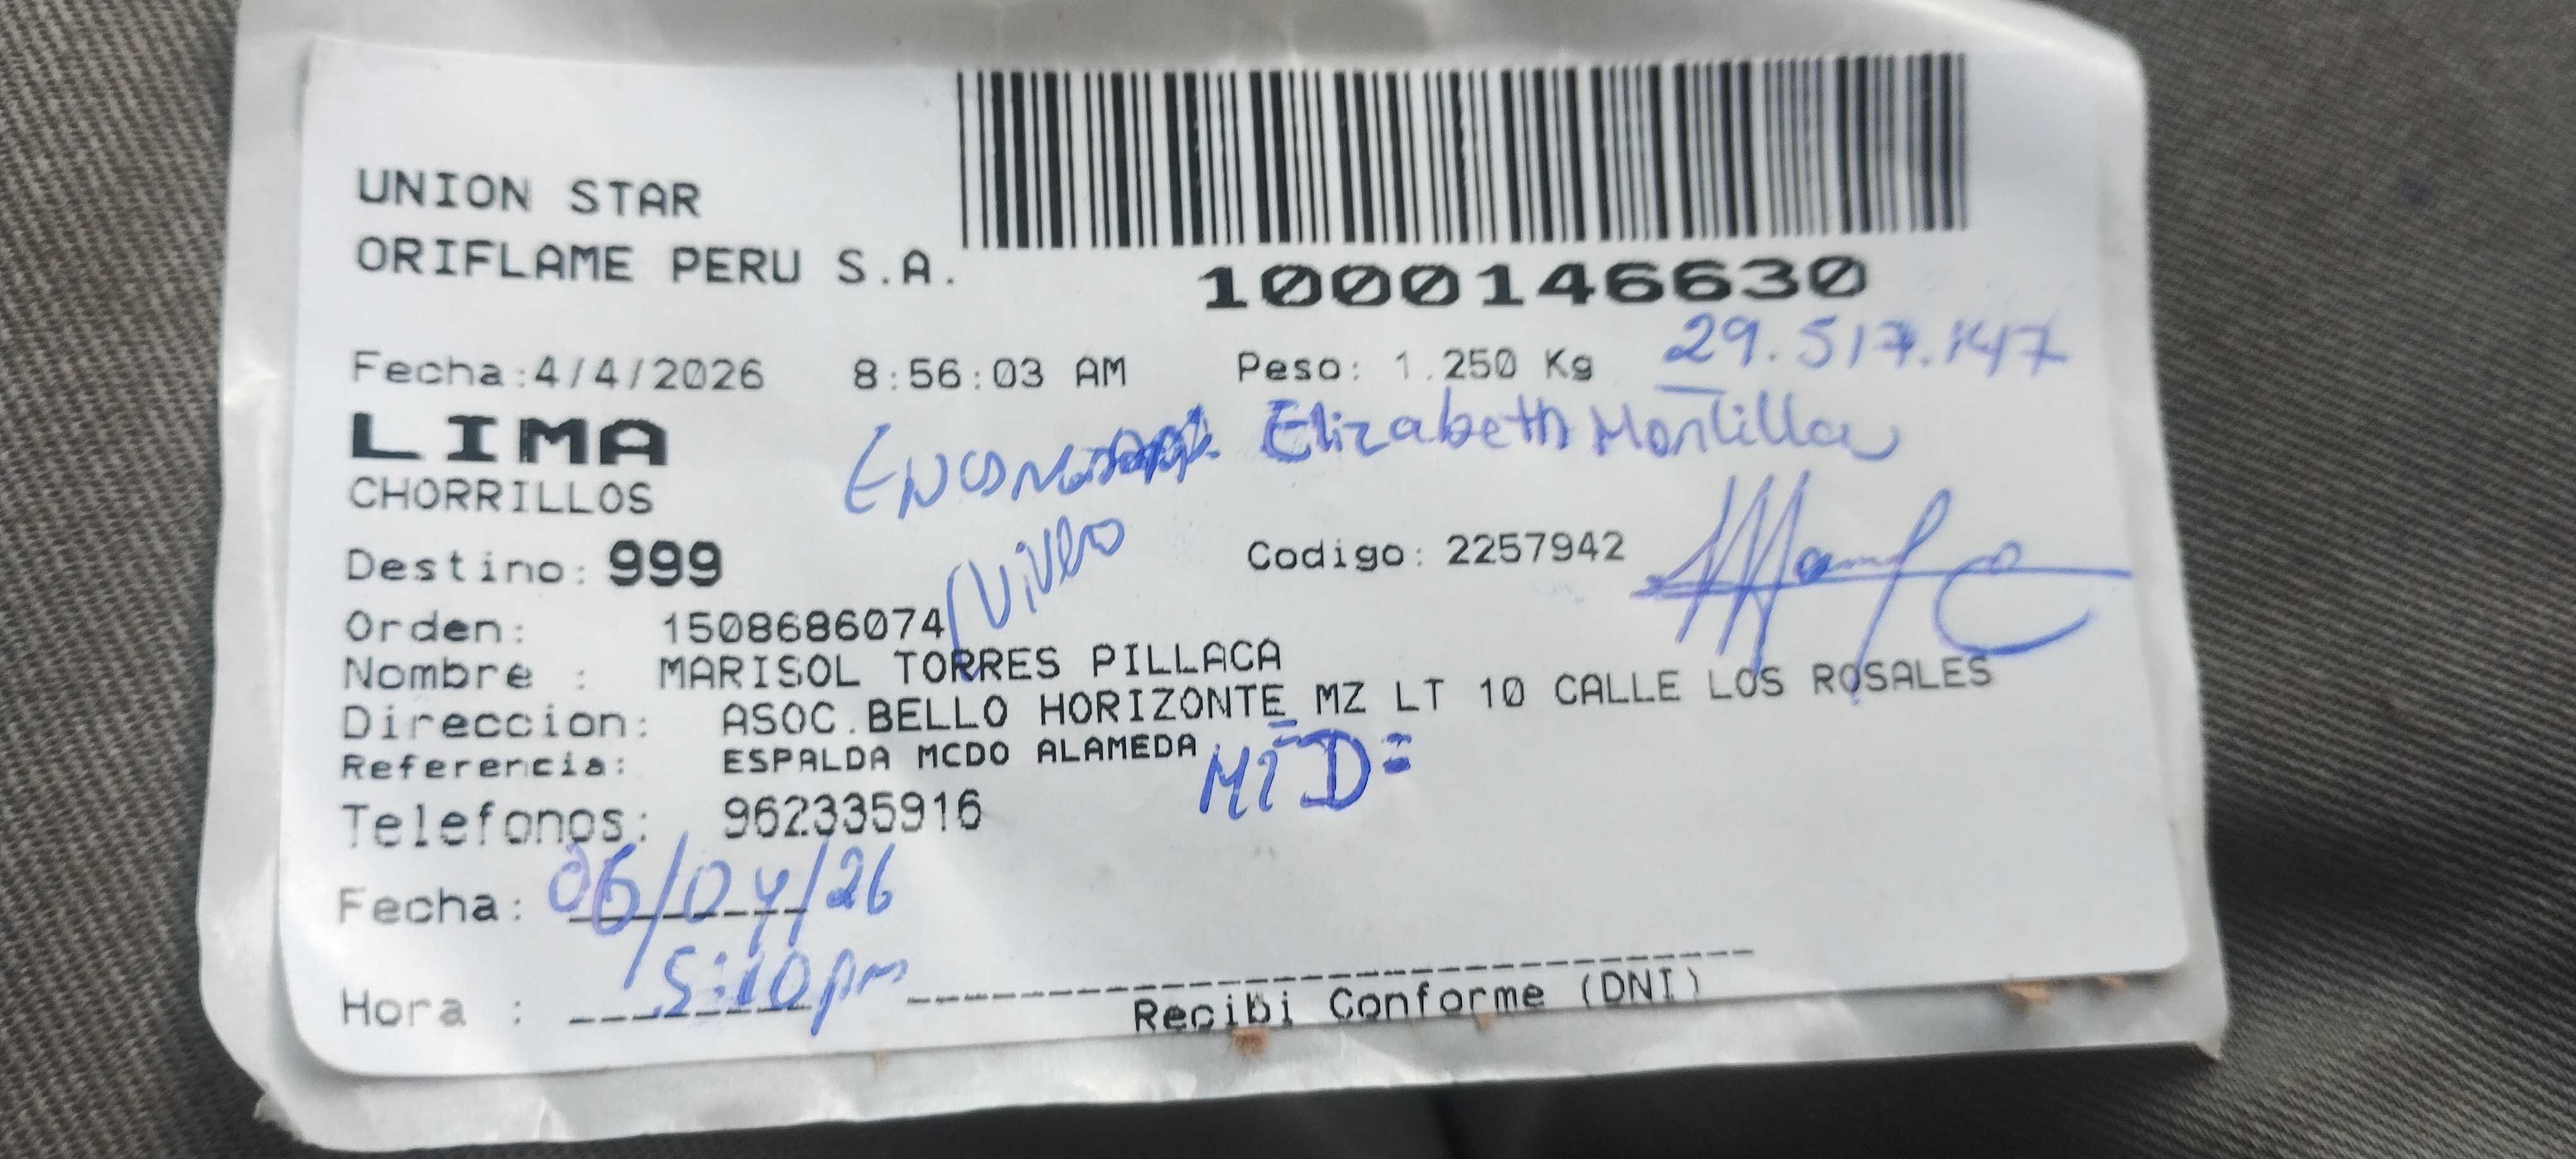 UNION STAR
ORIFLAME PERU S.A.
1000146630
29.517.147
Fecha:4/4/2026 8:56:03 AM Peso: 1.250 Kg
LIMA
Elizabeth Montilla
CHORRILLOS
Vivero
Destino: 999 Codigo: 2257942
Orden: 1508686074
Nombre : MARISOL TORRES PILLACA
Direccion: ASOC.BELLO HORIZONTE MZ LT 10 CALLE LOS ROSALES
Referencia: ESPALDA MCDO ALAMEDA
Telefonos: 962335916
Fecha: 06/04/26
Hora : 5:10pm
Recibi Conforme (DNI)